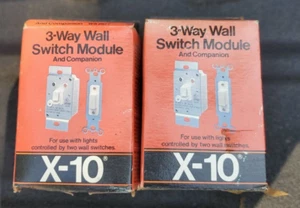 3-Way Wall
Switch Module
And Companion
For use with lights
controlled by two wall switches.
X-10®
3-Way Wall
Switch Module
And Companion
For use with lights
controlled by two wall switches.
X-10®